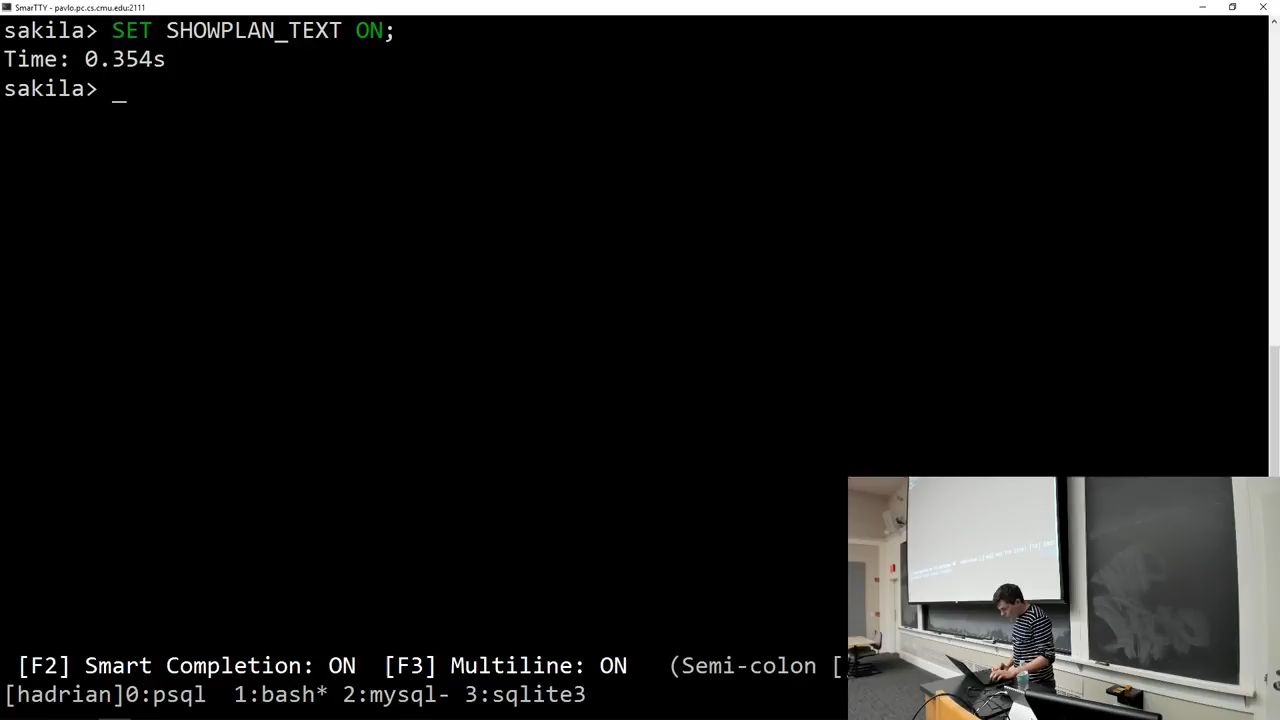 SmarTTY - pavlo.pc.cs.cmu.edu:2111
sakila> SET SHOWPLAN_TEXT ON;
Time: 0.354s
sakila> _
[F2] Smart Completion: ON  [F3] Multiline: ON   (Semi-colon [
[hadrian]0:psql  1:bash* 2:mysql- 3:sqlite3